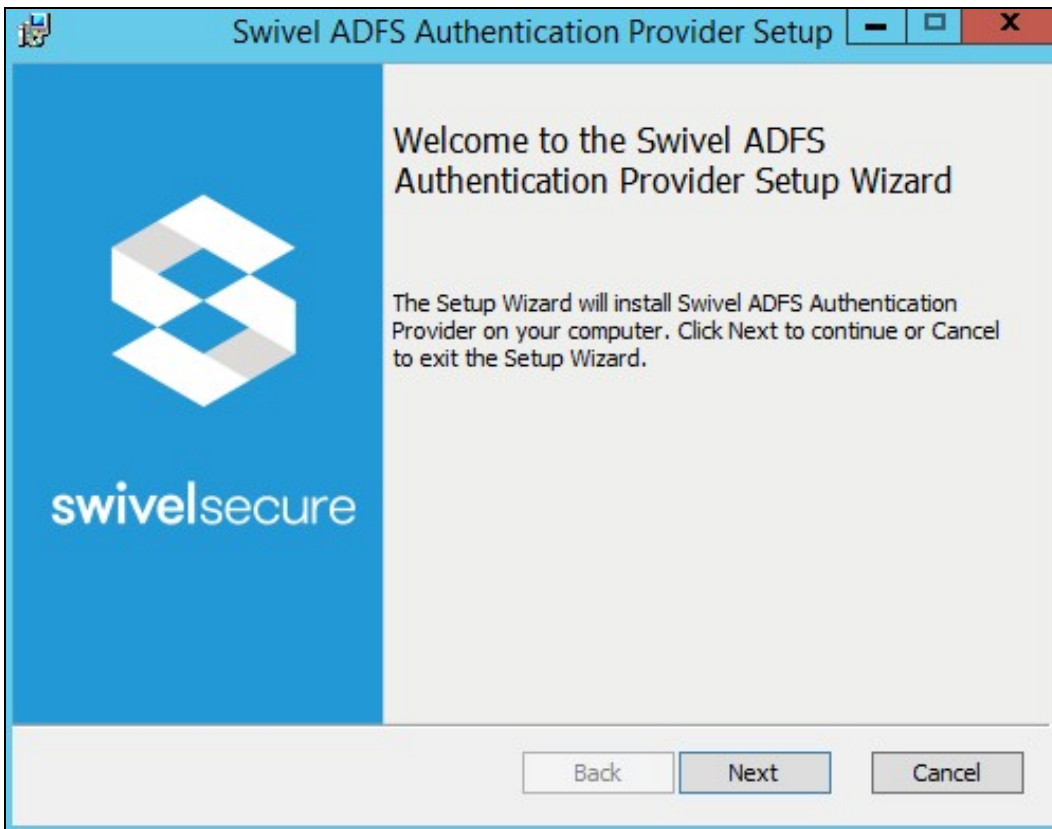 Swivel ADFS Authentication Provider Setup
Welcome to the Swivel ADFS
Authentication Provider Setup Wizard
The Setup Wizard will install Swivel ADFS Authentication
Provider on your computer. Click Next to continue or Cancel
to exit the Setup Wizard.
swivelsecure
Back Next Cancel